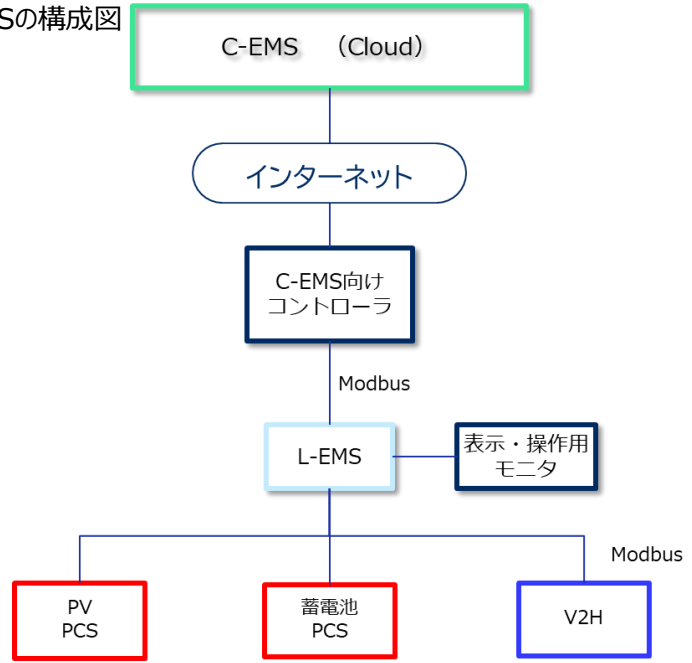 Sの構成図
C-EMS （Cloud）
インターネット
C-EMS向け
コントローラ
Modbus
L-EMS
表示・操作用
モニタ
Modbus
PV
PCS
蓄電池
PCS
V2H